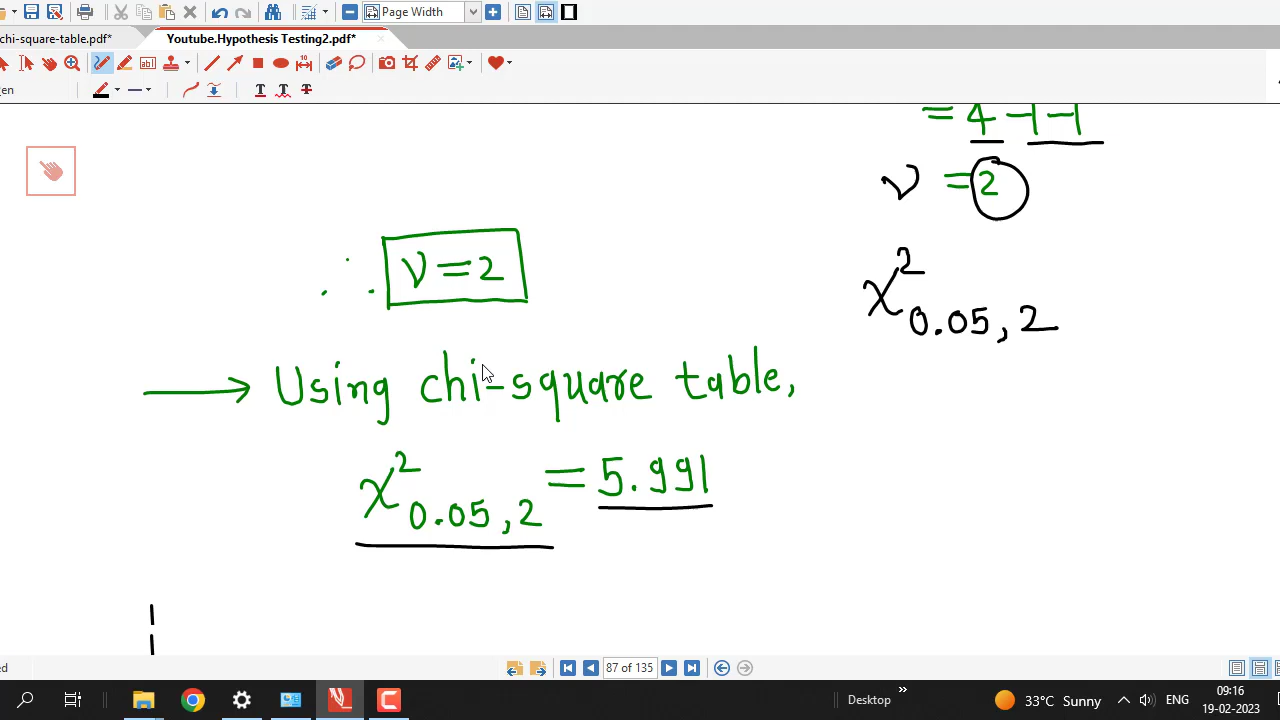 Page Width
chi-square-table.pdf*
Youtube.Hypothesis Testing2.pdf*
= 4 -1 -1
ν = 2
∴ ν = 2
χ²0.05, 2
→ Using chi-square table,
χ²0.05, 2 = 5.991
87 of 135
Desktop
33°C Sunny
ENG
09:16
19-02-2023